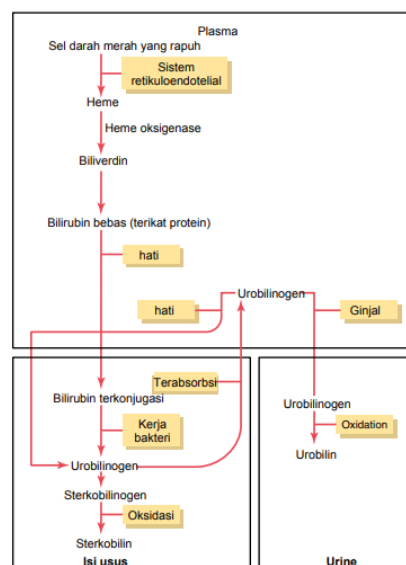 Plasma
Sel darah merah yang rapuh
Sistem
retikuloendotelial
Heme
Heme oksigenase
Biliverdin
Bilirubin bebas (terikat protein)
hati
Urobilinogen
hati
Ginjal
Terabsorbsi
Bilirubin terkonjugasi
Kerja
bakteri
Urobilinogen
Sterkobilinogen
Oksidasi
Sterkobilin
Isi usus
Urobilinogen
Oxidation
Urobilin
Urine